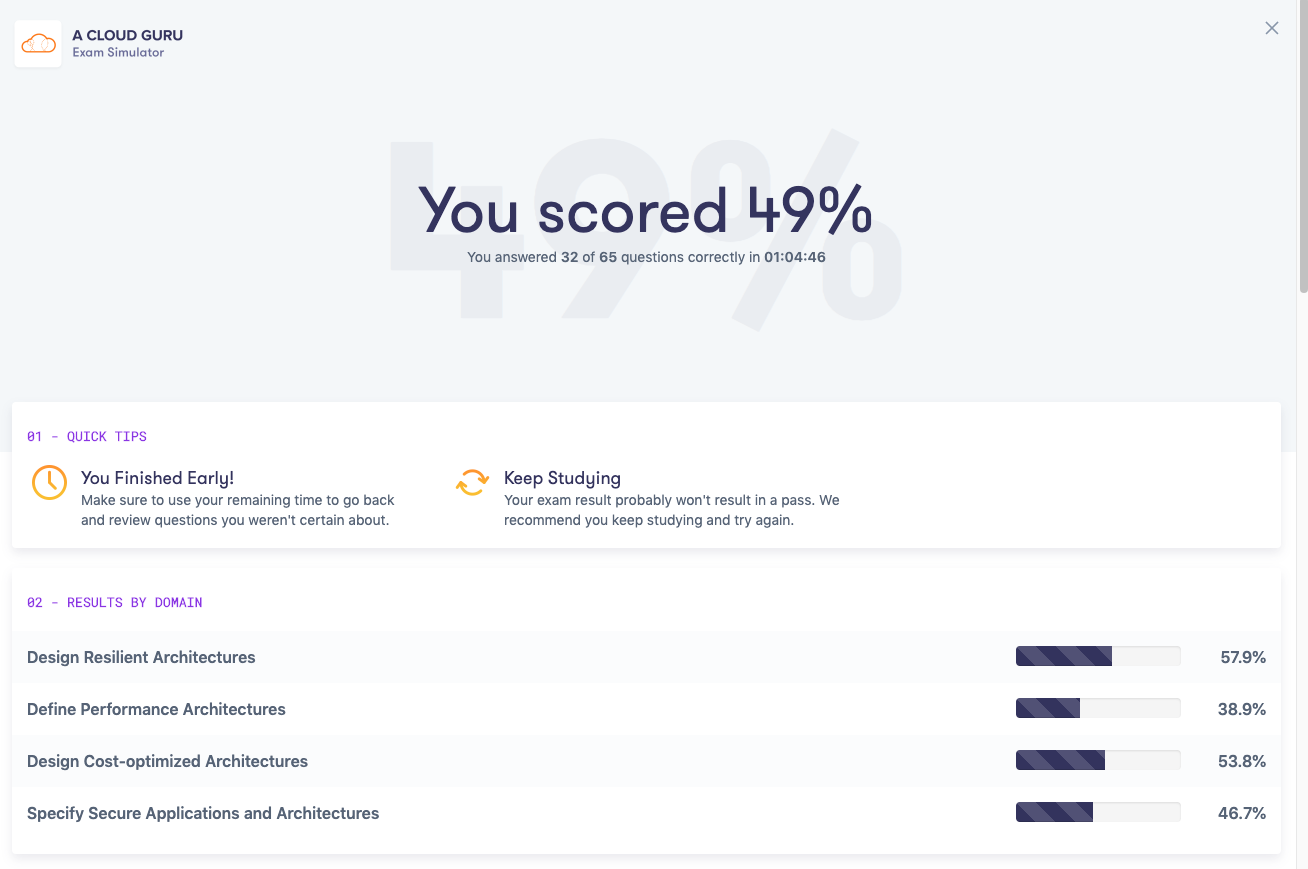 A CLOUD GURU
Exam Simulator
49%
You scored 49%
You answered 32 of 65 questions correctly in 01:04:46
01 - QUICK TIPS
You Finished Early!
Make sure to use your remaining time to go back
and review questions you weren't certain about.
Keep Studying
Your exam result probably won't result in a pass. We
recommend you keep studying and try again.
02 - RESULTS BY DOMAIN
Design Resilient Architectures 57.9%
Define Performance Architectures 38.9%
Design Cost-optimized Architectures 53.8%
Specify Secure Applications and Architectures 46.7%